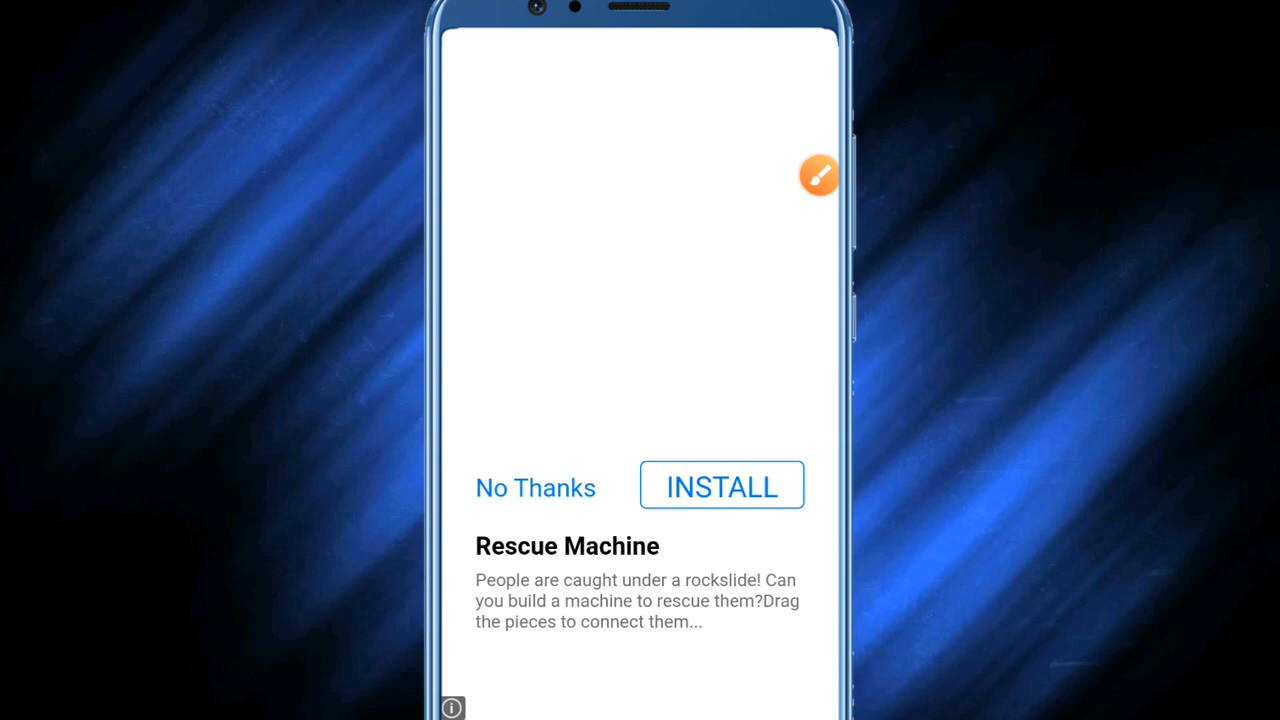 No Thanks
INSTALL
Rescue Machine
People are caught under a rockslide! Can
you build a machine to rescue them?Drag
the pieces to connect them...